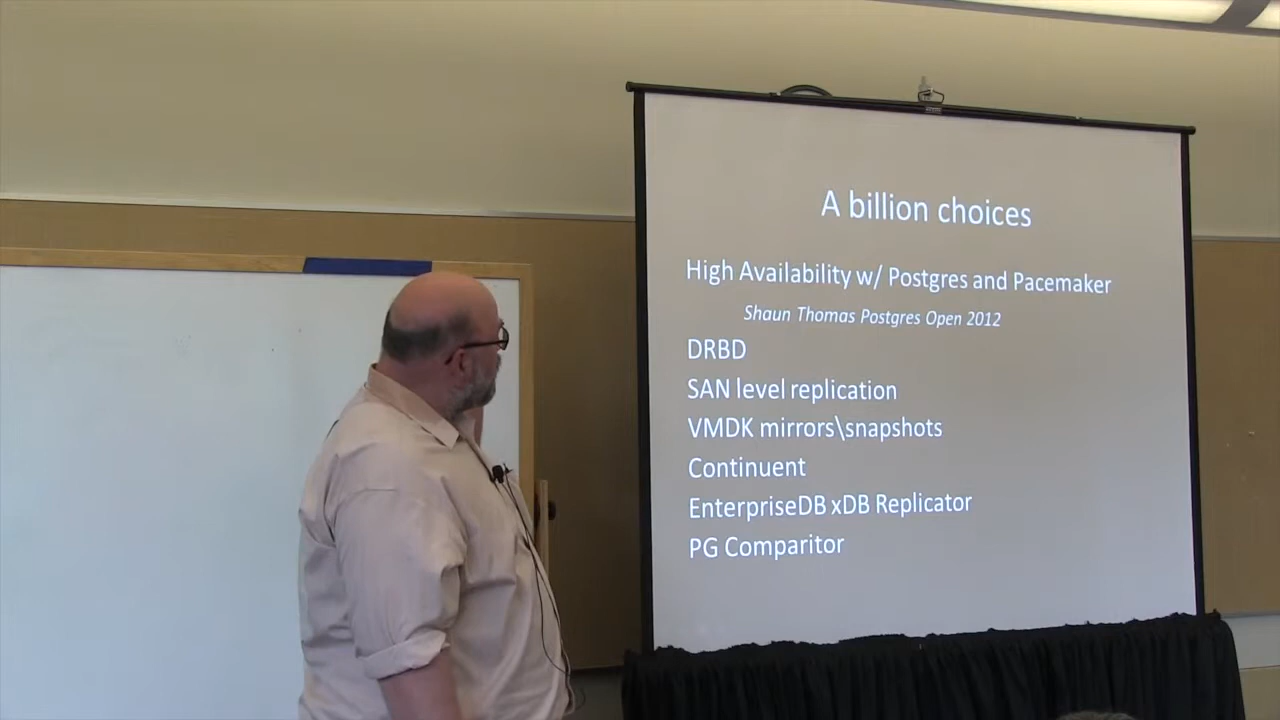 A billion choices
High Availability w/ Postgres and Pacemaker
Shaun Thomas Postgres Open 2012
DRBD
SAN level replication
VMDK mirrors\snapshots
Continuent
EnterpriseDB xDB Replicator
PG Comparitor